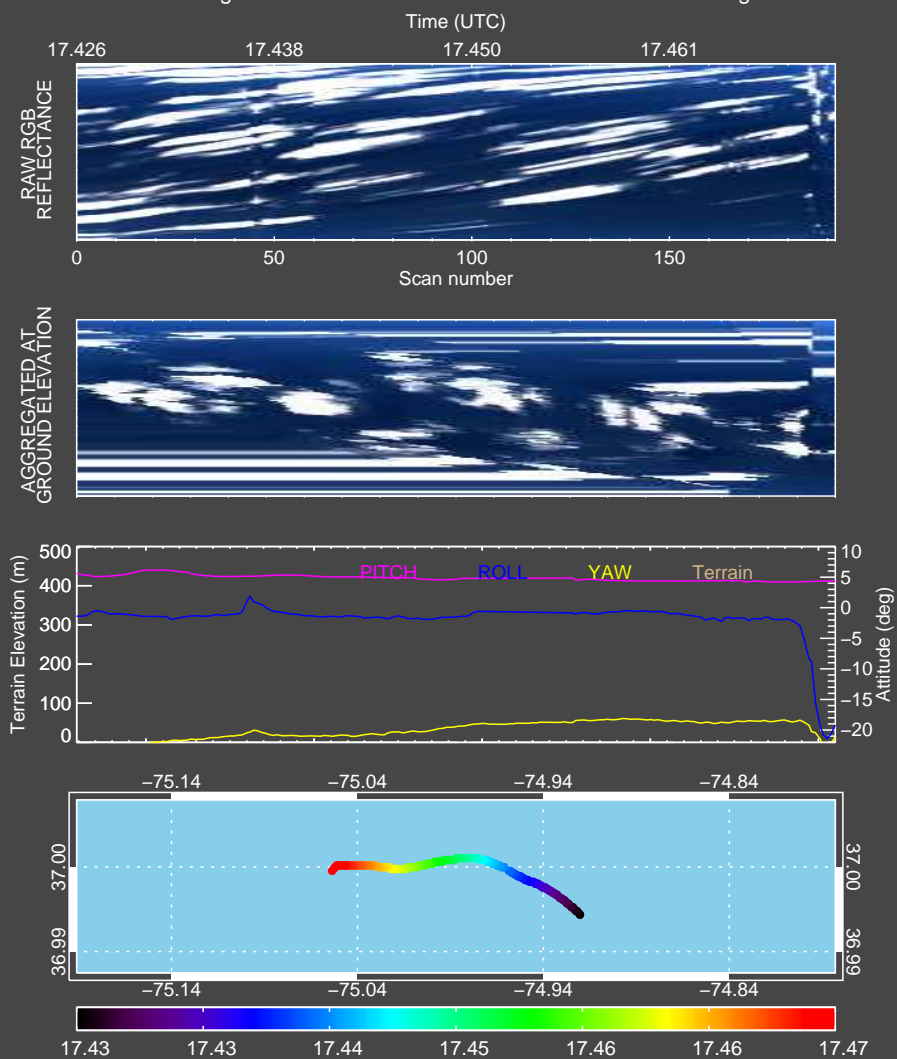 Time (UTC)
17.426 17.438 17.450 17.461
RAW RGB
REFLECTANCE
0 50 100 150
Scan number
AGGREGATED AT
GROUND ELEVATION
500 10
400 5
300 0
200 −5
100 −10
0 −15
−20
PITCH ROLL YAW Terrain
Terrain Elevation (m)
Attitude (deg)
−75.14 −75.04 −74.94 −74.84
37.00 37.00
36.99 36.99
−75.14 −75.04 −74.94 −74.84
17.43 17.43 17.44 17.45 17.46 17.46 17.47